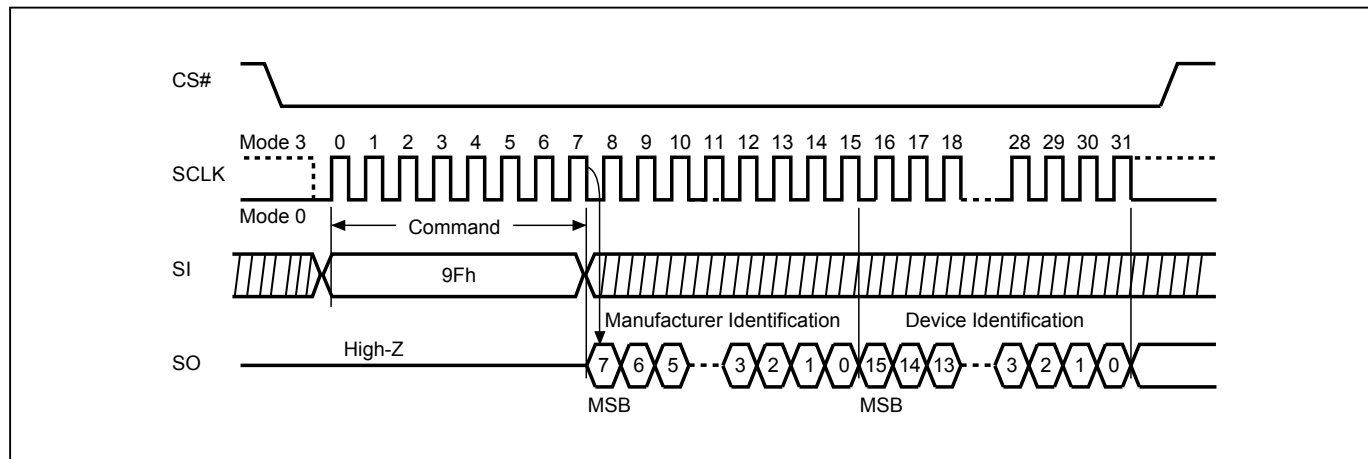 CS#
Mode 3 0 1 2 3 4 5 6 7 8 9 10 11 12 13 14 15 16 17 18 28 29 30 31
SCLK
Mode 0
Command
SI
9Fh
Manufacturer Identification Device Identification
High-Z
SO
7 6 5 3 2 1 0 15 14 13 3 2 1 0
MSB MSB